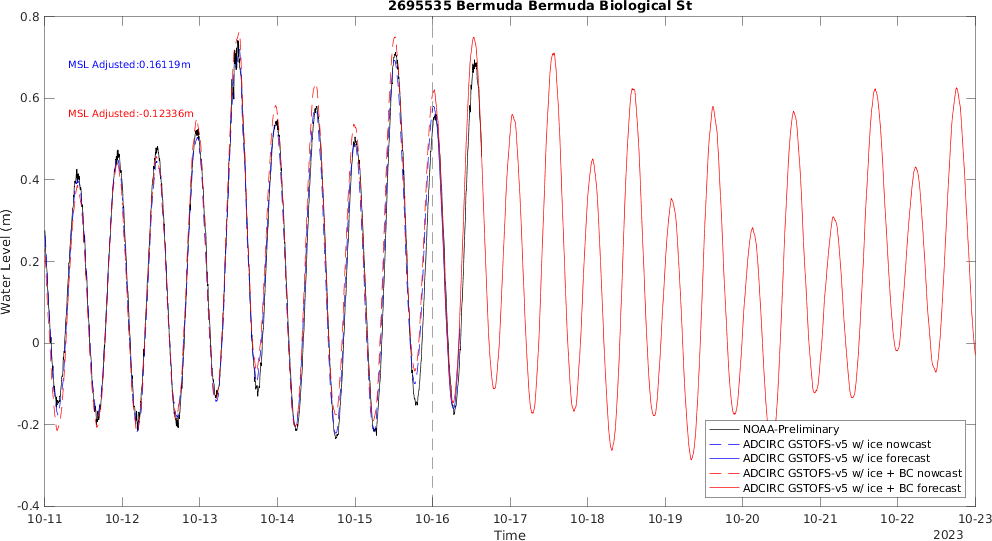 2695535 Bermuda Bermuda Biological St
MSL Adjusted:0.16119m
MSL Adjusted:-0.12336m
Water Level (m)
0.8
0.6
0.4
0.2
0
-0.2
-0.4
10-11 10-12 10-13 10-14 10-15 10-16 10-17 10-18 10-19 10-20 10-21 10-22 10-23
Time
2023
NOAA-Preliminary
ADCIRC GSTOFS-v5 w/ ice nowcast
ADCIRC GSTOFS-v5 w/ ice forecast
ADCIRC GSTOFS-v5 w/ ice + BC nowcast
ADCIRC GSTOFS-v5 w/ ice + BC forecast